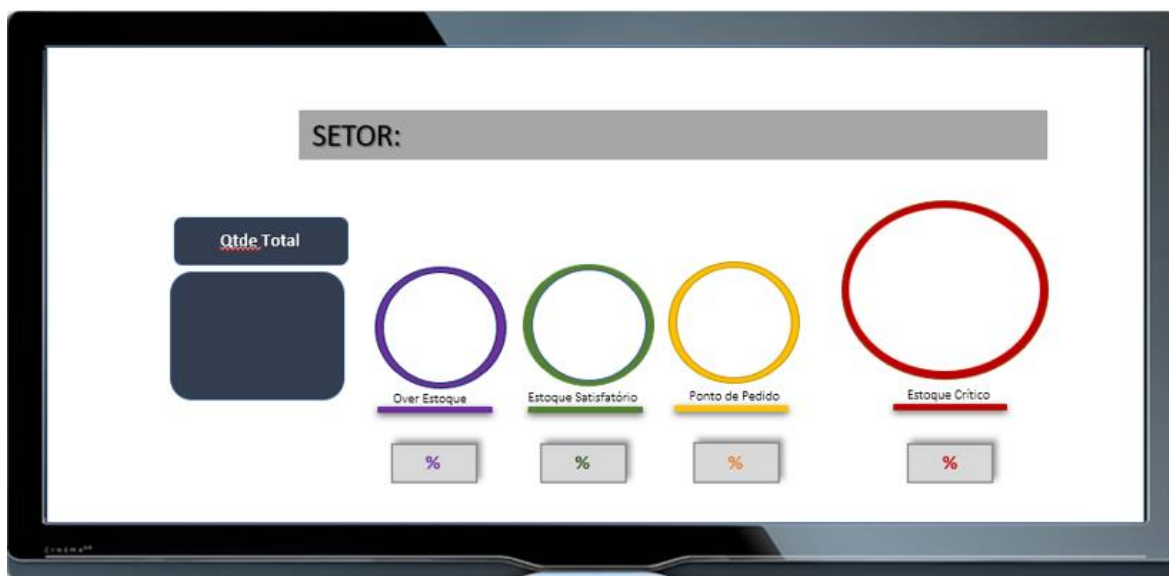 SETOR:
Qtde Total
Over Estoque
Estoque Satisfatório
Ponto de Pedido
Estoque Crítico
%
%
%
%